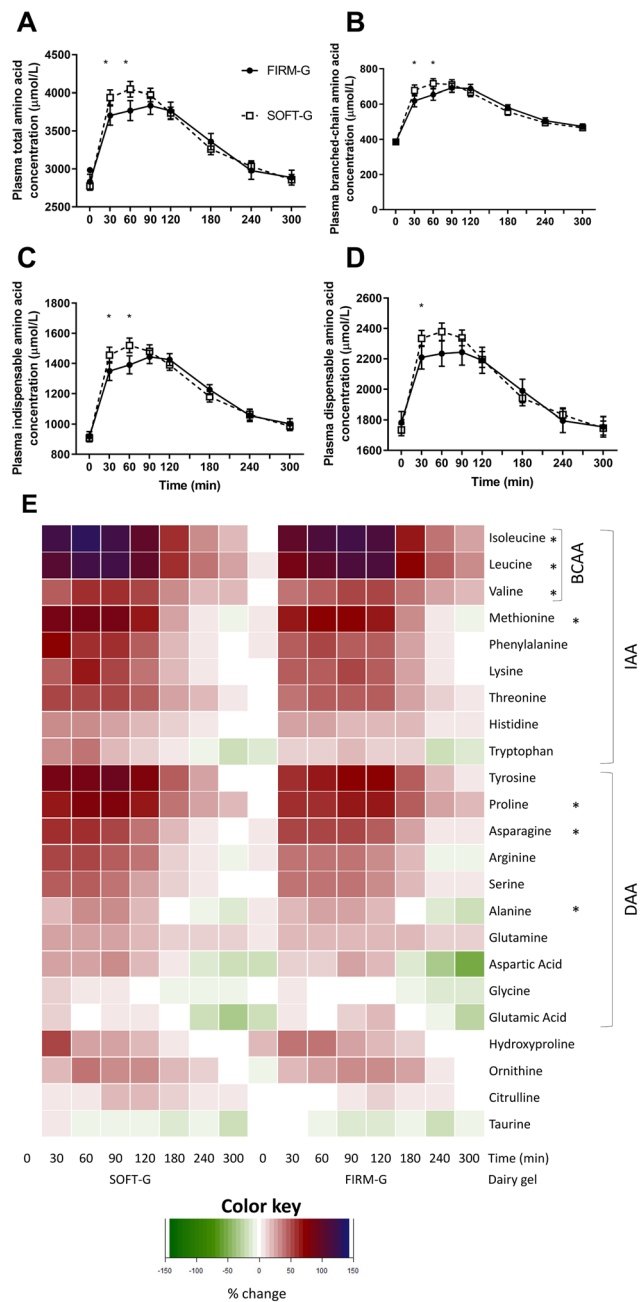 A
* *
Plasma total amino acid
concentration (μmol/L)
4500
4000
3500
3000
2500
FIRM-G
SOFT-G
0 30 60 90 120 180 240 300
B
* *
Plasma branched-chain amino acid
concentration (μmol/L)
800
600
400
200
0
0 30 60 90 120 180 240 300
C
* *
Plasma indispensable amino acid
concentration (μmol/L)
1800
1600
1400
1200
1000
800
0 30 60 90 120 180 240 300
Time (min)
D
*
Plasma dispensable amino acid
concentration (μmol/L)
2600
2400
2200
2000
1800
1600
0 30 60 90 120 180 240 300
Time (min)
E
Isoleucine *
Leucine *
Valine *
BCAA
Methionine *
Phenylalanine
Lysine
Threonine
Histidine
Tryptophan
IAA
Tyrosine
Proline *
Asparagine *
Arginine
Serine
Alanine *
Glutamine
Aspartic Acid
Glycine
Glutamic Acid
DAA
Hydroxyproline
Ornithine
Citrulline
Taurine
0 30 60 90 120 180 240 300 0 30 60 90 120 180 240 300 Time (min)
SOFT-G FIRM-G Dairy gel
Color key
-150 -100 -50 0 50 100 150
% change